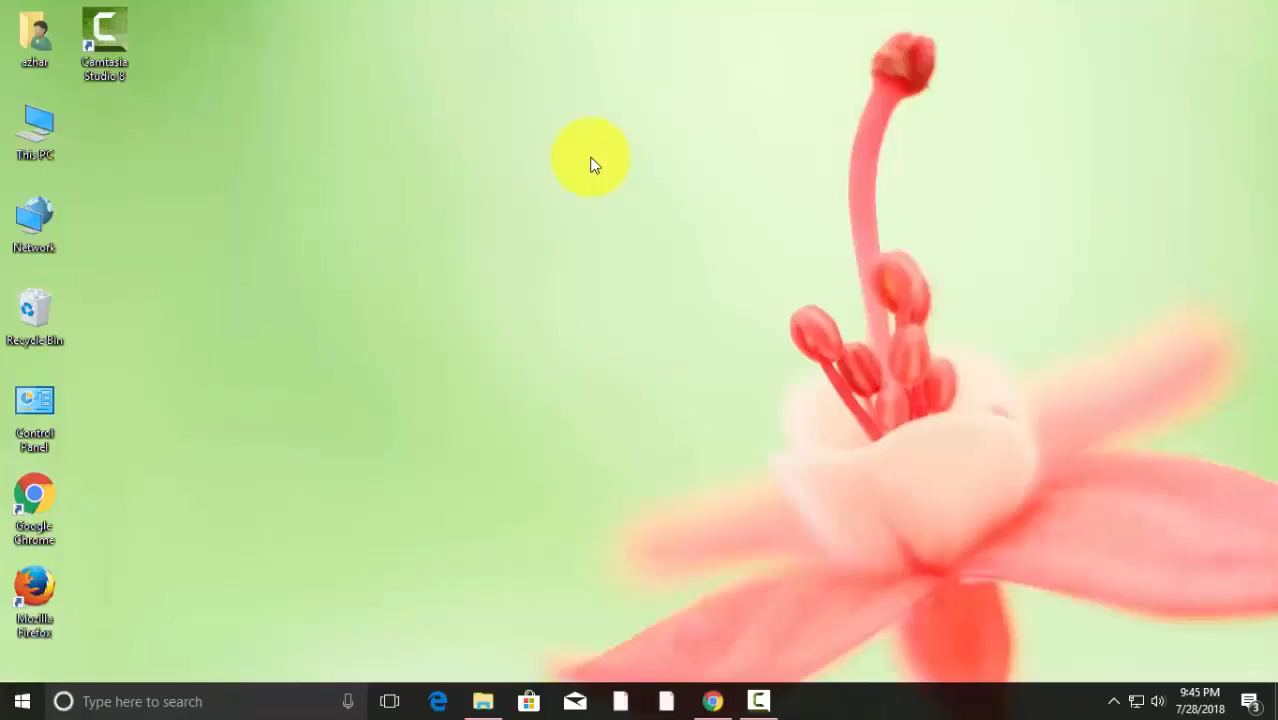 azhar
Camtasia
Studio 8
This PC
Network
Recycle Bin
Control
Panel
Google
Chrome
Mozilla
Firefox
Type here to search
9:45 PM
7/28/2018
3